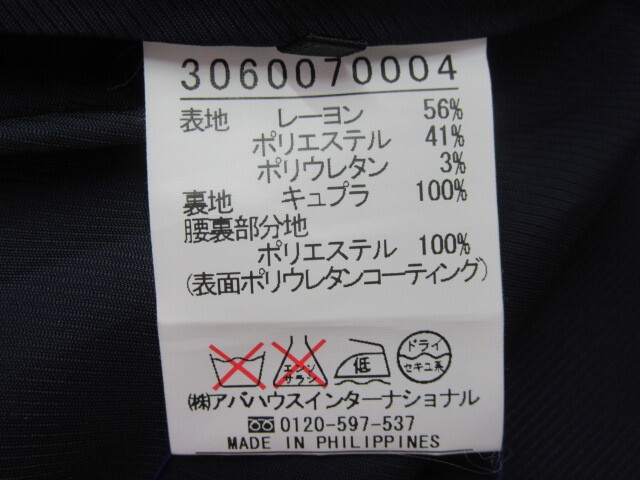 3060070004
表地 レーヨン 56%
ポリエステル 41%
ポリウレタン 3%
裏地 キュプラ 100%
腰裏部分地
ポリエステル 100%
(表面ポリウレタンコーティング)
エンソサラシ 低 ドライ セキユ系
㈱アバハウスインターナショナル
0120-597-537
MADE IN PHILIPPINES